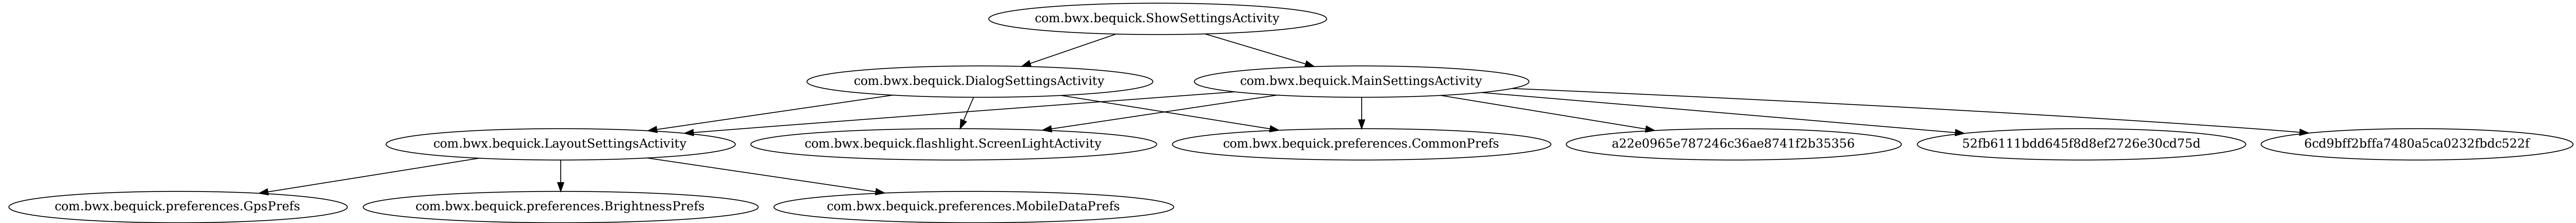 com.bwx.bequick.ShowSettingsActivity
com.bwx.bequick.DialogSettingsActivity
com.bwx.bequick.MainSettingsActivity
com.bwx.bequick.LayoutSettingsActivity
com.bwx.bequick.flashlight.ScreenLightActivity
com.bwx.bequick.preferences.CommonPrefs
a22e0965e787246c36ae8741f2b35356
52fb6111bdd645f8d8ef2726e30cd75d
6cd9bff2bffa7480a5ca0232fbdc522f
com.bwx.bequick.preferences.GpsPrefs
com.bwx.bequick.preferences.BrightnessPrefs
com.bwx.bequick.preferences.MobileDataPrefs